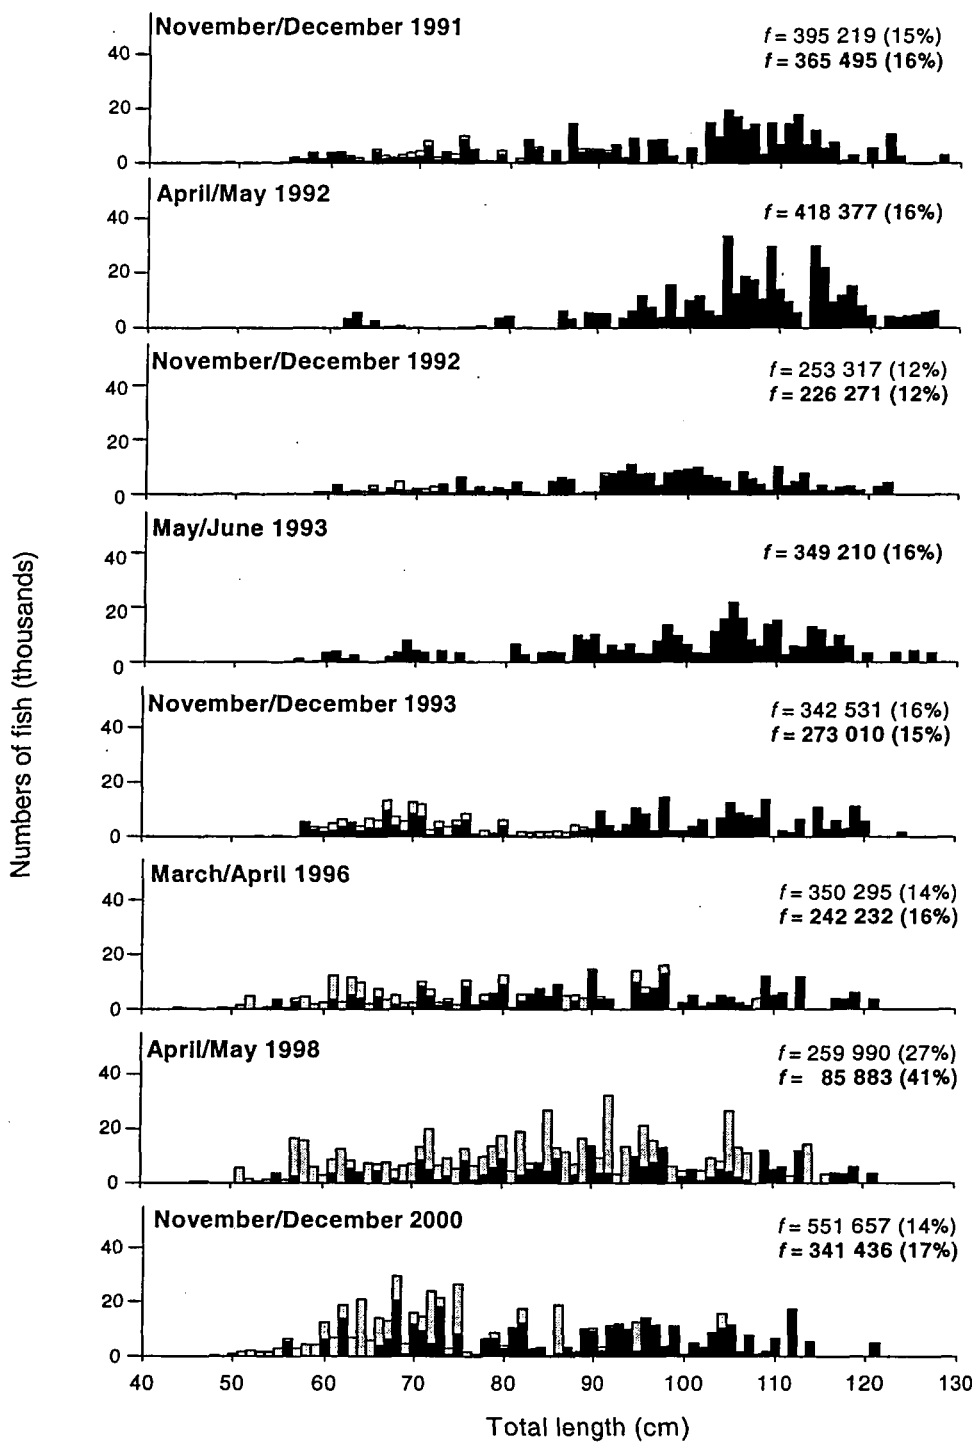 November/December 1991
f = 395 219 (15%)
f = 365 495 (16%)
40
20
0
April/May 1992
f = 418 377 (16%)
40
20
0
November/December 1992
f = 253 317 (12%)
f = 226 271 (12%)
40
20
0
May/June 1993
f = 349 210 (16%)
40
20
0
November/December 1993
f = 342 531 (16%)
f = 273 010 (15%)
40
20
0
March/April 1996
f = 350 295 (14%)
f = 242 232 (16%)
40
20
0
April/May 1998
f = 259 990 (27%)
f = 85 883 (41%)
40
20
0
November/December 2000
f = 551 657 (14%)
f = 341 436 (17%)
40
20
0
40 50 60 70 80 90 100 110 120 130
Total length (cm)
Numbers of fish (thousands)